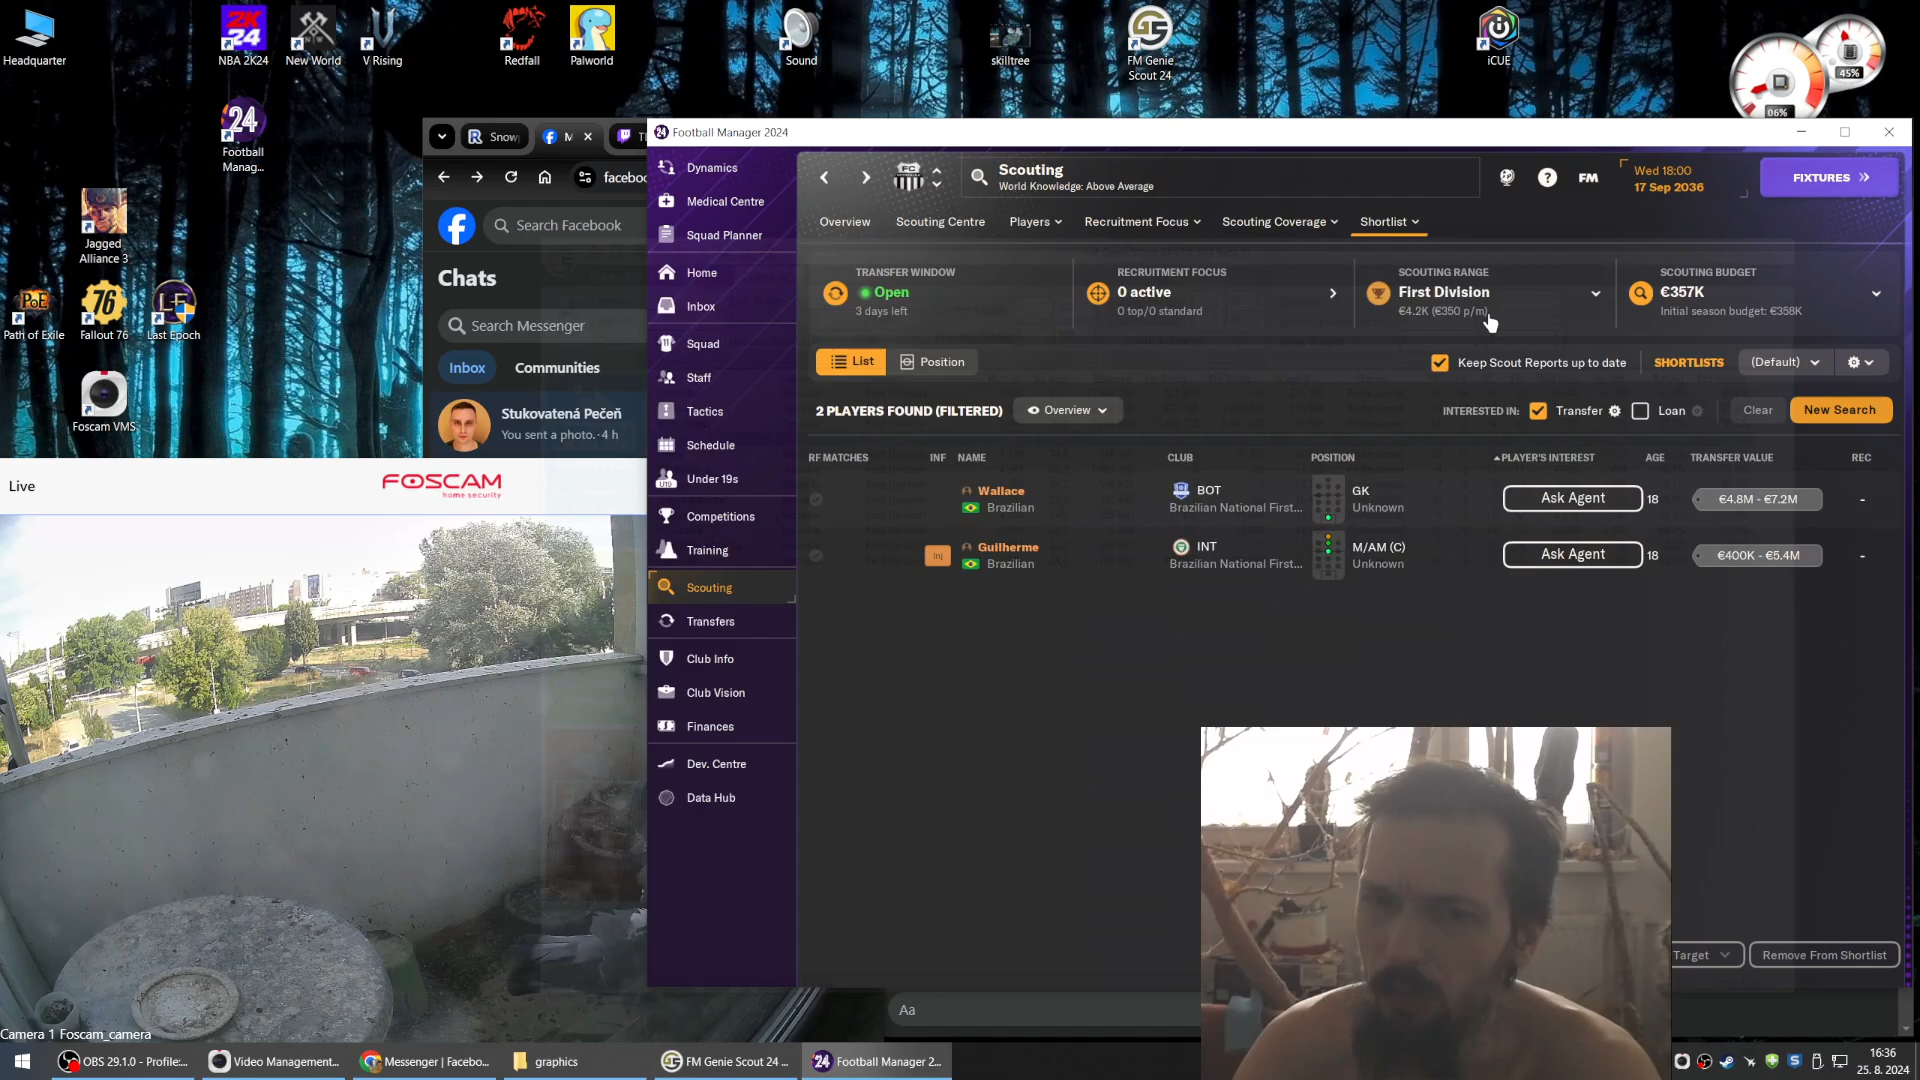 Headquarter
NBA 2K24
New World
V Rising
Redfall
Palworld
Sound
skilltree
FM Genie
Scout 24
iCUE
45%
06%
Football
Manag...
Jagged
Alliance 3
Path of Exile
Fallout 76
Last Epoch
Foscam VMS
Snow
M
facebo
Search Facebook
Chats
Search Messenger
Inbox
Communities
Stukovatená Pečeň
You sent a photo. · 4 h
Live
FOSCAM
home security
Camera 1 Foscam_camera
Football Manager 2024
Dynamics
Medical Centre
Squad Planner
Home
Inbox
Squad
Staff
Tactics
Schedule
Under 19s
Competitions
Training
Scouting
Transfers
Club Info
Club Vision
Finances
Dev. Centre
Data Hub
Scouting
World Knowledge: Above Average
FM
Wed 18:00
17 Sep 2036
FIXTURES
Overview
Scouting Centre
Players
Recruitment Focus
Scouting Coverage
Shortlist
TRANSFER WINDOW
Open
3 days left
RECRUITMENT FOCUS
0 active
0 top/0 standard
SCOUTING RANGE
First Division
€4.2K (€350 p/m)
SCOUTING BUDGET
€357K
Initial season budget: €358K
List
Position
Keep Scout Reports up to date
SHORTLISTS
(Default)
2 PLAYERS FOUND (FILTERED)
Overview
INTERESTED IN:
Transfer
Loan
Clear
New Search
RF MATCHES
INF
NAME
CLUB
POSITION
PLAYER'S INTEREST
AGE
TRANSFER VALUE
REC
Wallace
Brazilian
BOT
Brazilian National First...
GK
Unknown
Ask Agent
18
€4.8M - €7.2M
-
Inj
Guilherme
Brazilian
INT
Brazilian National First...
M/AM (C)
Unknown
Ask Agent
18
€400K - €5.4M
-
Target
Remove From Shortlist
Aa
OBS 29.1.0 - Profile:...
Video Management...
Messenger | Facebo...
graphics
FM Genie Scout 24 ...
Football Manager 2...
16:36
25. 8. 2024